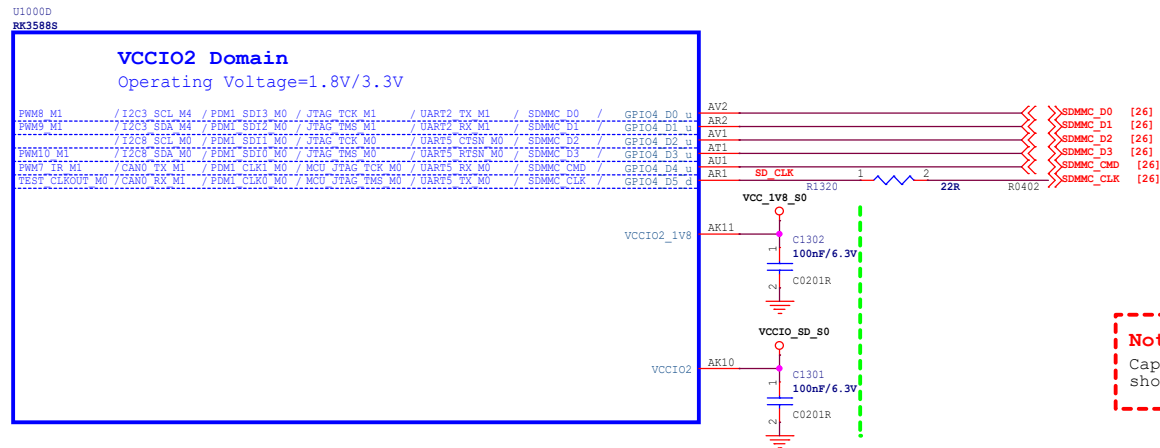 U1000D
RK3588S
VCCIO2 Domain
Operating Voltage=1.8V/3.3V
PWM8_M1 / I2C3_SCL_M4 / PDM1_SDI3_M0 / JTAG_TCK_M1 / UART2_TX_M1 / SDMMC_D0 / GPIO4_D0_u AV2 SDMMC_D0 [26]
PWM9_M1 / I2C3_SDA_M4 / PDM1_SDI2_M0 / JTAG_TMS_M1 / UART2_RX_M1 / SDMMC_D1 / GPIO4_D1_u AR2 SDMMC_D1 [26]
/ I2C8_SCL_M0 / PDM1_SDI1_M0 / JTAG_TCK_M0 / UART5_CTSN_M0 / SDMMC_D2 / GPIO4_D2_u AV1 SDMMC_D2 [26]
PWM10_M1 / I2C8_SDA_M0 / PDM1_SDI0_M0 / JTAG_TMS_M0 / UART5_RTSN_M0 / SDMMC_D3 / GPIO4_D3_u AT1 SDMMC_D3 [26]
PWM7_IR_M1 / CAN0_TX_M1 / PDM1_CLK1_M0 / MCU_JTAG_TCK_M0 / UART5_RX_M0 / SDMMC_CMD / GPIO4_D4_u AU1 SDMMC_CMD [26]
TEST_CLKOUT_M0 / CAN0_RX_M1 / PDM1_CLK0_M0 / MCU_JTAG_TMS_M0 / UART5_TX_M0 / SDMMC_CLK / GPIO4_D5_d AR1 SD_CLK 1 2 SDMMC_CLK [26]
R1320 22R R0402
VCC_1V8_S0
VCCIO2_1V8 AK11
C1302
1
100nF/6.3V
C0201R
2
VCCIO_SD_S0
VCCIO2 AK10
C1301
1
100nF/6.3V
C0201R
2
Not
Cap
sho